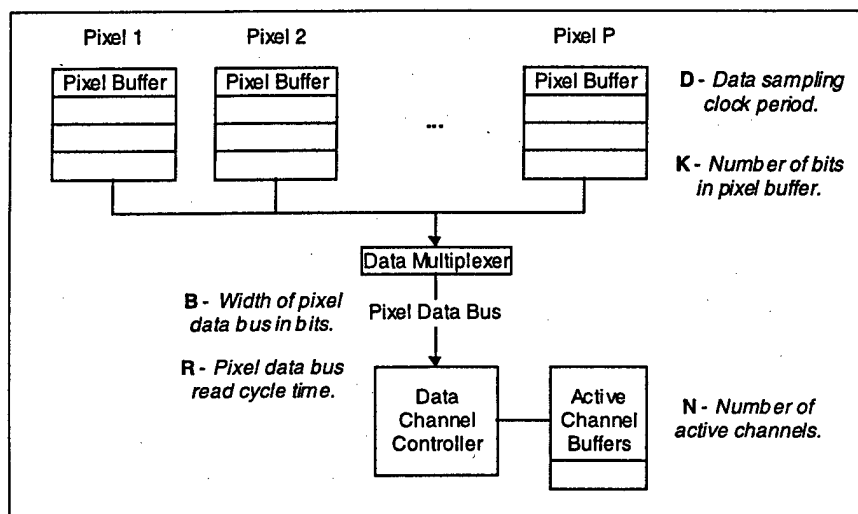 Pixel 1 Pixel 2 Pixel P
Pixel Buffer Pixel Buffer Pixel Buffer
...
D - Data sampling
clock period.
K - Number of bits
in pixel buffer.
Data Multiplexer
B - Width of pixel
data bus in bits.
Pixel Data Bus
R - Pixel data bus
read cycle time.
Data
Channel
Controller
Active
Channel
Buffers
N - Number of
active channels.